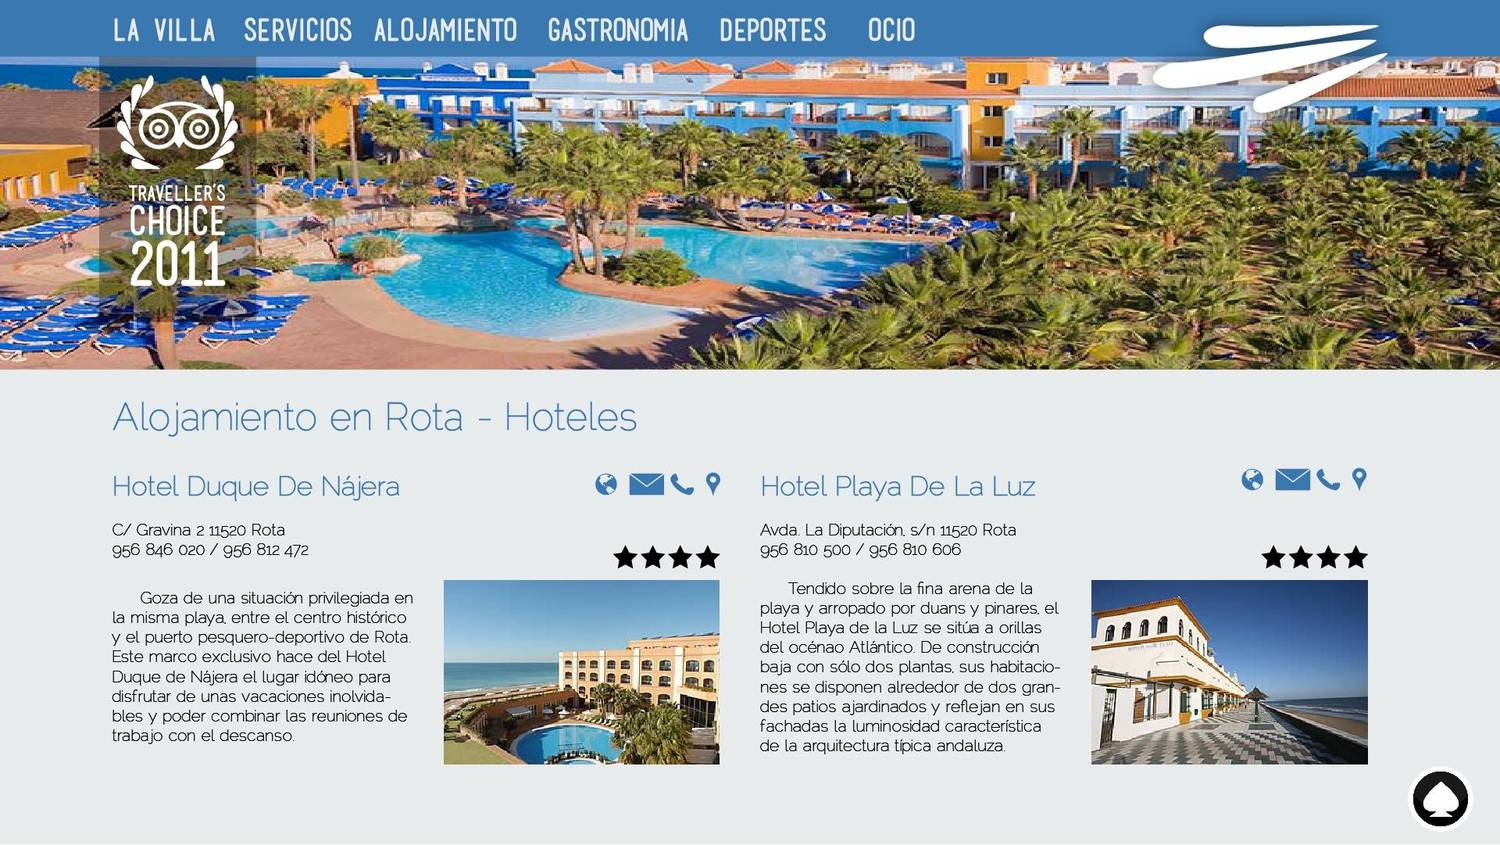 LA VILLA SERVICIOS ALOJAMIENTO GASTRONOMIA DEPORTES OCIO
TRAVELLER'S
CHOICE
2011
Alojamiento en Rota - Hoteles
Hotel Duque De Nájera
C/ Gravina 2 11520 Rota
956 846 020 / 956 812 472
Goza de una situación privilegiada en
la misma playa, entre el centro histórico
y el puerto pesquero-deportivo de Rota.
Este marco exclusivo hace del Hotel
Duque de Nájera el lugar idóneo para
disfrutar de unas vacaciones inolvida-
bles y poder combinar las reuniones de
trabajo con el descanso.
Hotel Playa De La Luz
Avda. La Diputación, s/n 11520 Rota
956 810 500 / 956 810 606
Tendido sobre la fina arena de la
playa y arropado por duans y pinares, el
Hotel Playa de la Luz se sitúa a orillas
del océnao Atlántico. De construcción
baja con sólo dos plantas, sus habitacio-
nes se disponen alrededor de dos gran-
des patios ajardinados y reflejan en sus
fachadas la luminosidad característica
de la arquitectura típica andaluza.